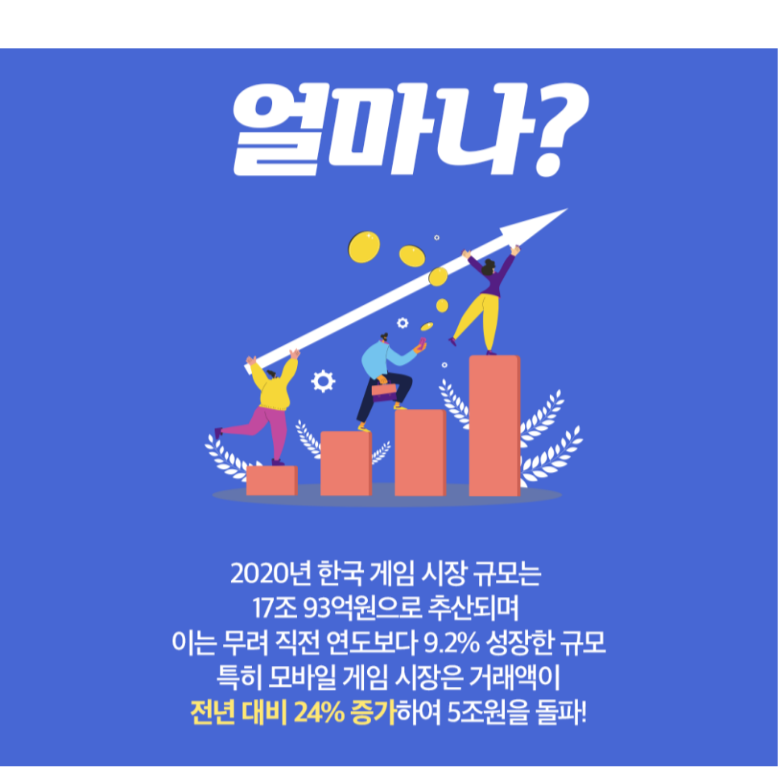 얼마나?
2020년 한국 게임 시장 규모는
17조 93억원으로 추산되며
이는 무려 직전 연도보다 9.2% 성장한 규모
특히 모바일 게임 시장은 거래액이
전년 대비 24% 증가하여 5조원을 돌파!